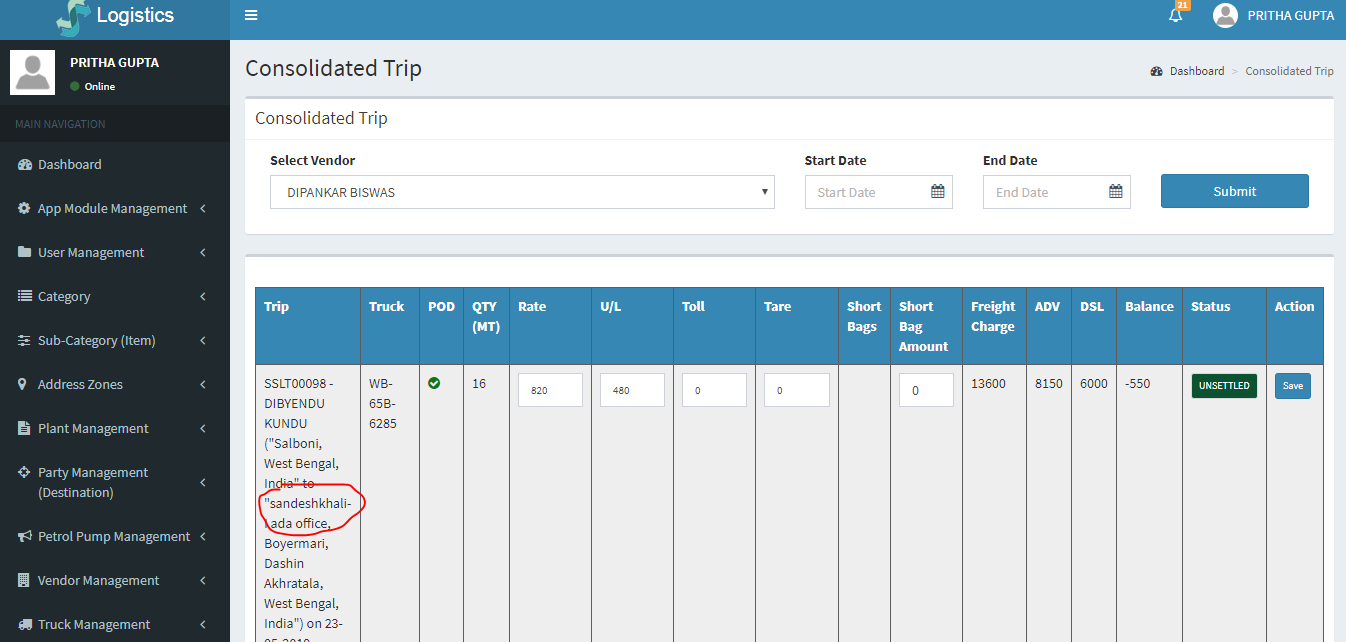 Logistics
21
PRITHA GUPTA
PRITHA GUPTA
Online
MAIN NAVIGATION
Dashboard
App Module Management
User Management
Category
Sub-Category (Item)
Address Zones
Plant Management
Party Management
(Destination)
Petrol Pump Management
Vendor Management
Truck Management
Consolidated Trip
Dashboard > Consolidated Trip
Consolidated Trip
Select Vendor
DIPANKAR BISWAS
Start Date
Start Date
End Date
End Date
Submit
Trip Truck POD QTY (MT) Rate U/L Toll Tare Short Bags Short Bag Amount Freight Charge ADV DSL Balance Status Action
SSLT00098 -
DIBYENDU
KUNDU
("Salboni,
West Bengal,
India" to
"sandeshkhali-
ada office,
Boyermari,
Dashin
Akhratala,
West Bengal,
India") on 23-
WB-
65B-
6285
16
820
480
0
0
0
13600
8150
6000
-550
UNSETTLED
Save